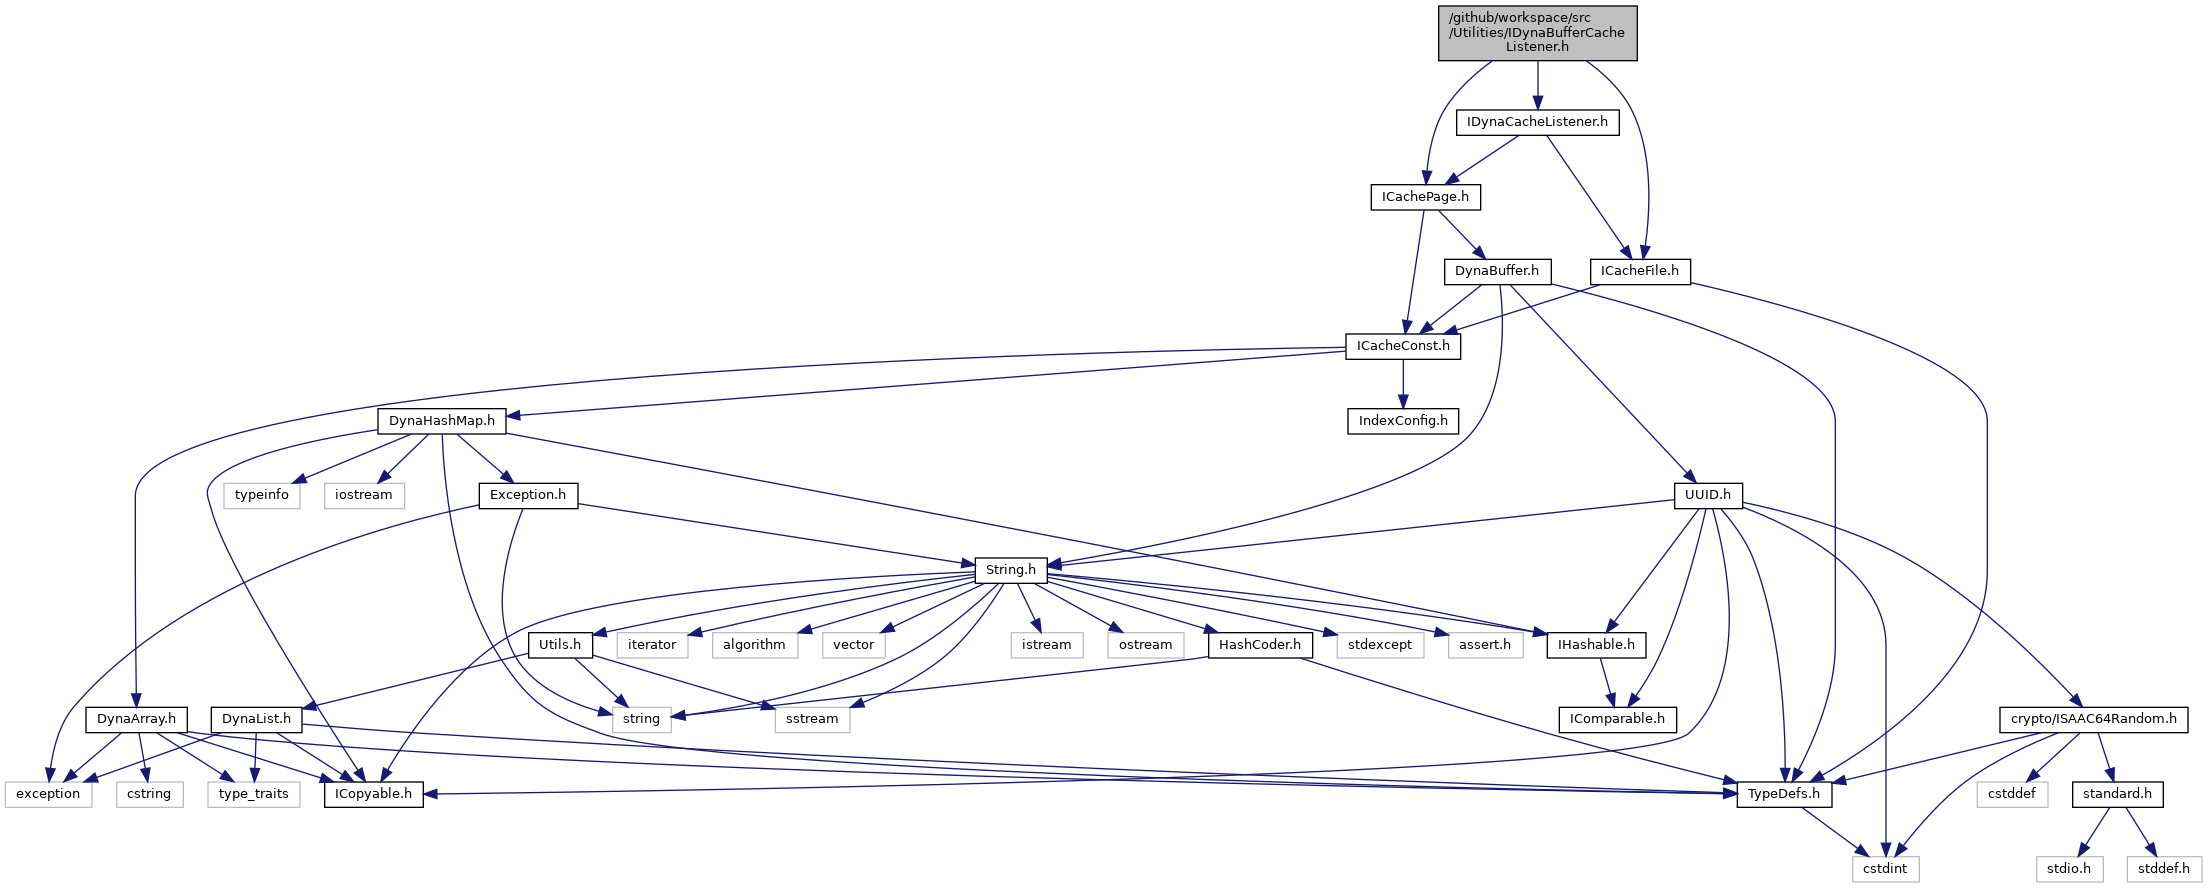 /github/workspace/src
/Utilities/IDynaBufferCache
Listener.h
IDynaCacheListener.h
ICachePage.h
DynaBuffer.h
ICacheFile.h
ICacheConst.h
DynaHashMap.h
IndexConfig.h
typeinfo
iostream
Exception.h
UUID.h
String.h
Utils.h
iterator
algorithm
vector
istream
ostream
HashCoder.h
stdexcept
assert.h
IHashable.h
DynaArray.h
DynaList.h
string
sstream
IComparable.h
crypto/ISAAC64Random.h
exception
cstring
type_traits
ICopyable.h
TypeDefs.h
cstddef
standard.h
cstdint
stdio.h
stddef.h